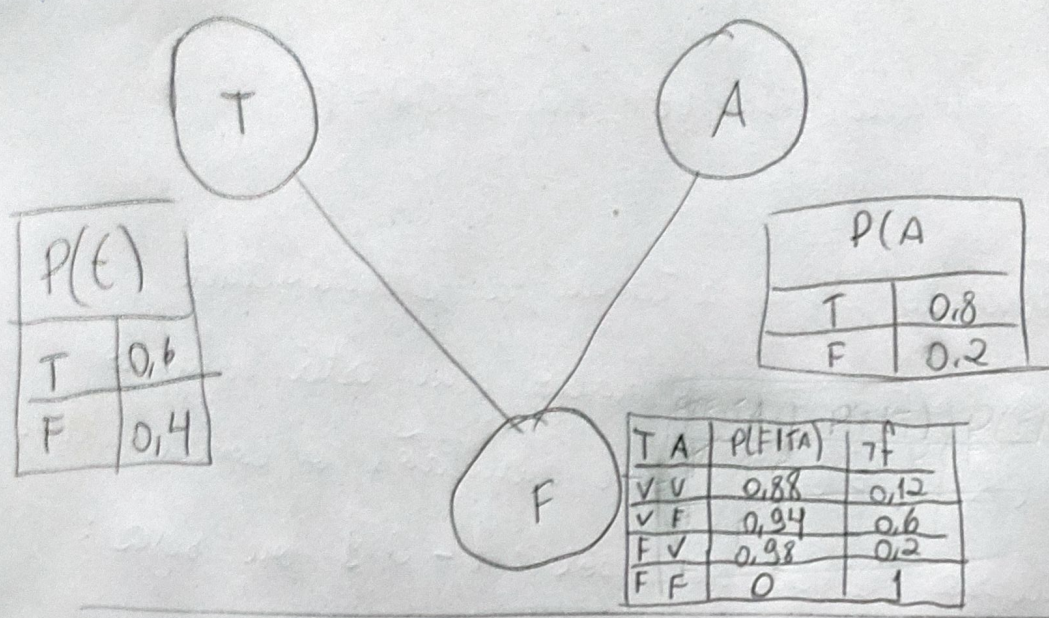 T
A
P(t)
T 0,6
F 0,4
P(A
T 0,8
F 0.2
F
T A P(F|TA) ¬f
V V 0,88 0,12
V F 0,94 0,6
F V 0,98 0,2
F F 0 1